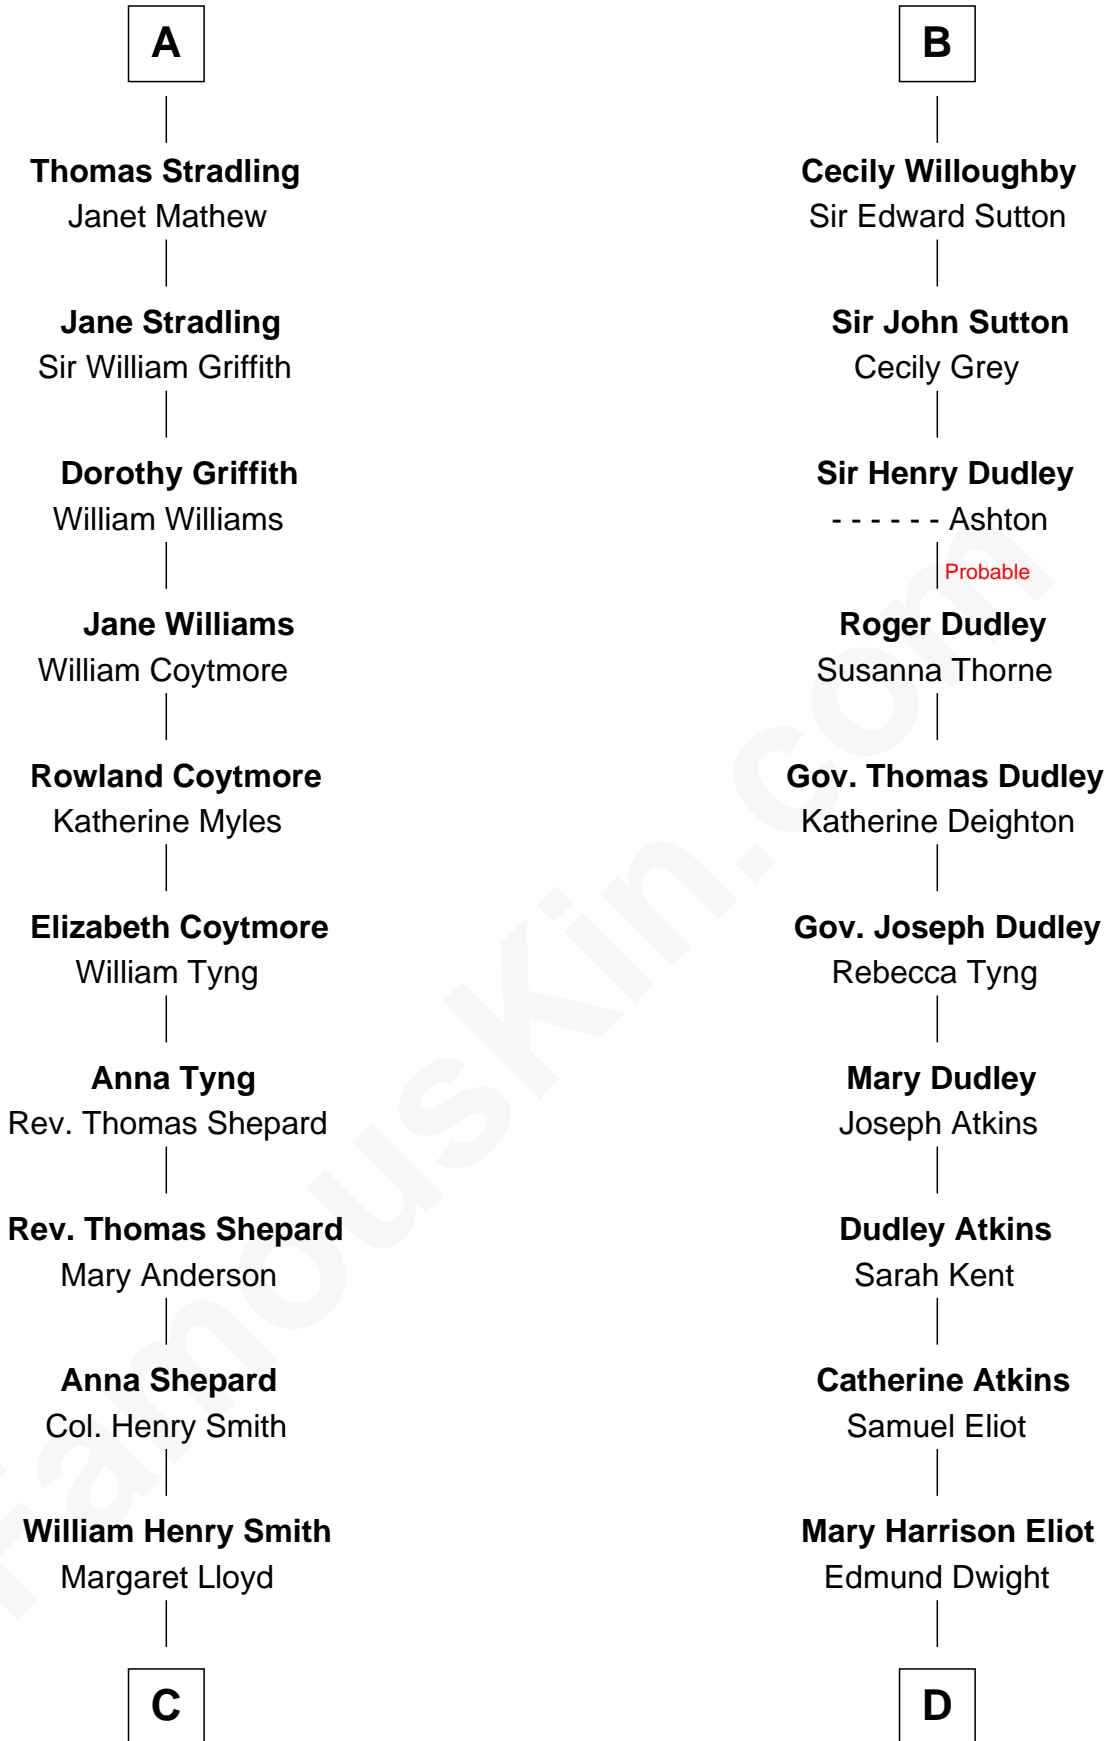 A
Thomas Stradling
Janet Mathew
Jane Stradling
Sir William Griffith
Dorothy Griffith
William Williams
Jane Williams
William Coytmore
Rowland Coytmore
Katherine Myles
Elizabeth Coytmore
William Tyng
Anna Tyng
Rev. Thomas Shepard
Rev. Thomas Shepard
Mary Anderson
Anna Shepard
Col. Henry Smith
William Henry Smith
Margaret Lloyd
C
B
Cecily Willoughby
Sir Edward Sutton
Sir John Sutton
Cecily Grey
Sir Henry Dudley
- - - - - - Ashton
Probable
Roger Dudley
Susanna Thorne
Gov. Thomas Dudley
Katherine Deighton
Gov. Joseph Dudley
Rebecca Tyng
Mary Dudley
Joseph Atkins
Dudley Atkins
Sarah Kent
Catherine Atkins
Samuel Eliot
Mary Harrison Eliot
Edmund Dwight
D
FamousKin.com